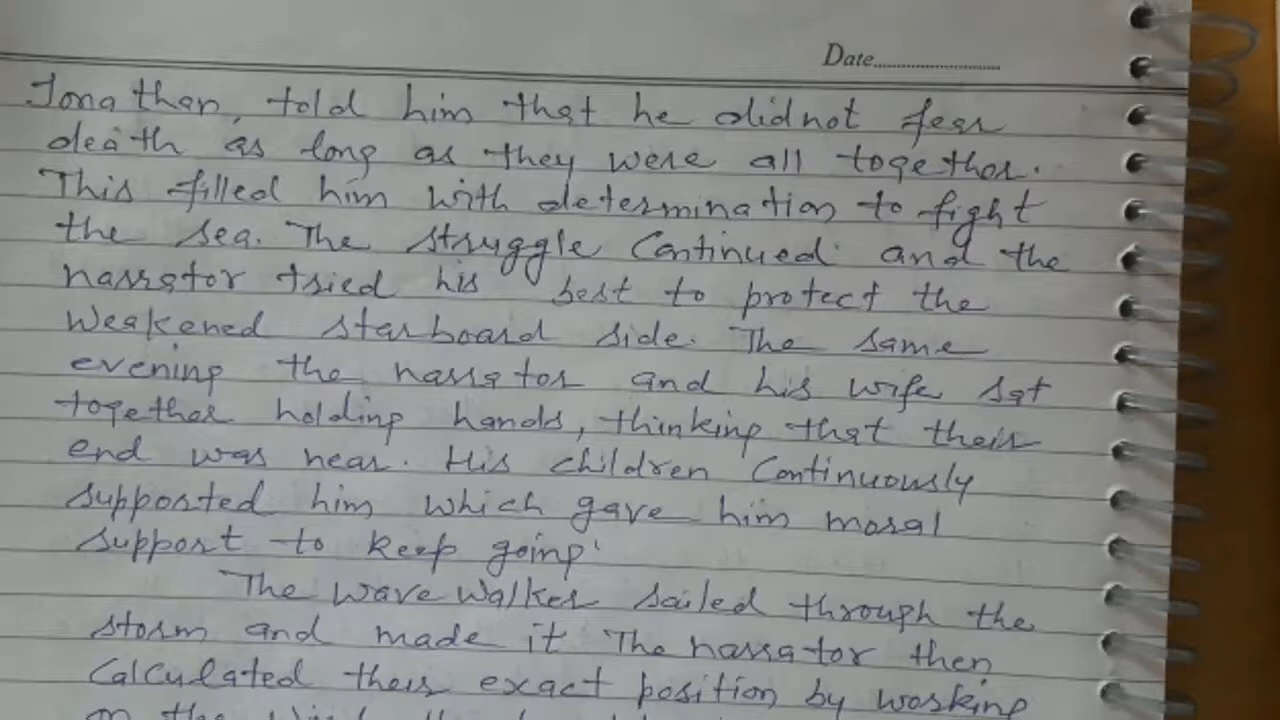 Date
Jonathan, told him that he did not fear
death as long as they were all together.
This filled him with determination to fight
the sea. The struggle continued and the
narrator tried his best to protect the
weakened starboard side. The same
evening the narrator and his wife sat
together holding hands, thinking that their
end was near. His children continuously
supported him which gave him moral
support to keep going.
The Wave Walker sailed through the
storm and made it The narrator then
Calculated their exact position by working
on the